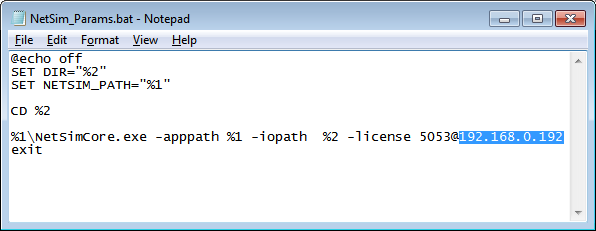 NetSim_Params.bat - Notepad
File Edit Format View Help
@echo off
SET DIR="%2"
SET NETSIM_PATH="%1"
CD %2
%1\NetSimCore.exe -apppath %1 -iopath  %2 -license 5053@192.168.0.192
exit